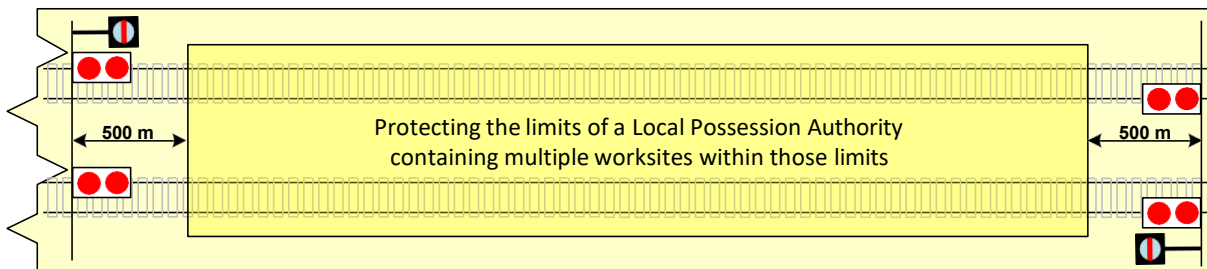 500 m
Protecting the limits of a Local Possession Authority
containing multiple worksites within those limits
500 m